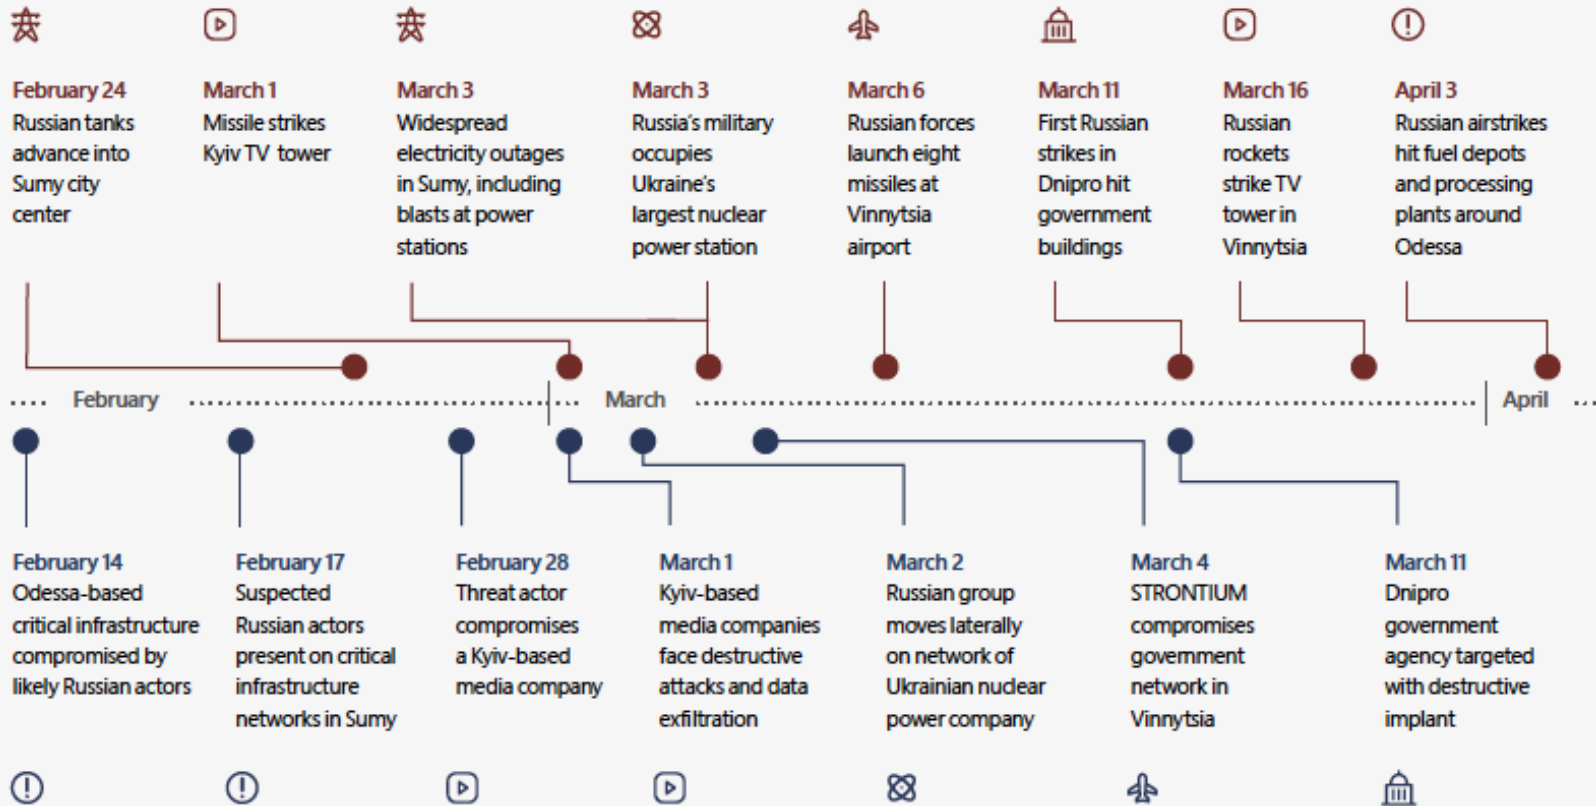 February 24
Russian tanks
advance into
Sumy city
center
March 1
Missile strikes
Kyiv TV tower
March 3
Widespread
electricity outages
in Sumy, including
blasts at power
stations
March 3
Russia's military
occupies
Ukraine's
largest nuclear
power station
March 6
Russian forces
launch eight
missiles at
Vinnytsia
airport
March 11
First Russian
strikes in
Dnipro hit
government
buildings
March 16
Russian
rockets
strike TV
tower in
Vinnytsia
April 3
Russian airstrikes
hit fuel depots
and processing
plants around
Odessa
February
March
April
February 14
Odessa-based
critical infrastructure
compromised by
likely Russian actors
February 17
Suspected
Russian actors
present on critical
infrastructure
networks in Sumy
February 28
Threat actor
compromises
a Kyiv-based
media company
March 1
Kyiv-based
media companies
face destructive
attacks and data
exfiltration
March 2
Russian group
moves laterally
on network of
Ukrainian nuclear
power company
March 4
STRONTIUM
compromises
government
network in
Vinnytsia
March 11
Dnipro
government
agency targeted
with destructive
implant